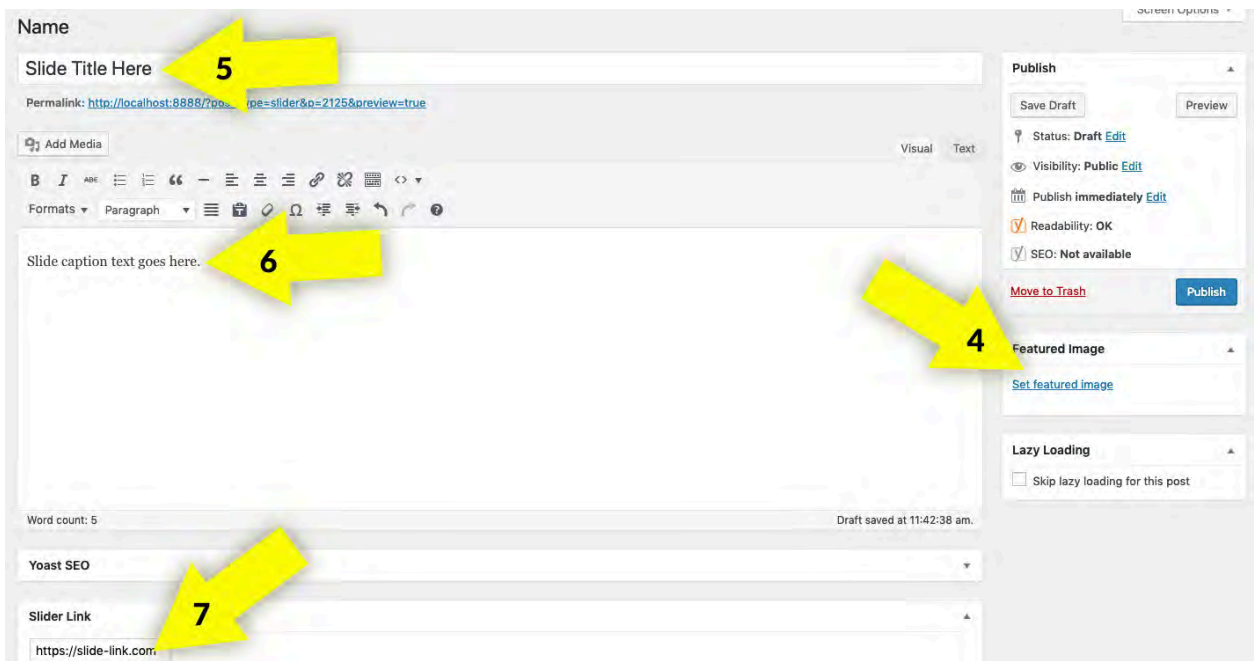 Screen Options
Name
Slide Title Here
5
Permalink: http://localhost:8888/?pos ype=slider&p=2125&preview=true
Add Media
Visual Text
B I ABC
Formats Paragraph
Slide caption text goes here.
6
Word count: 5
Draft saved at 11:42:38 am.
Yoast SEO
Slider Link
7
https://slide-link.com
Publish
Save Draft
Preview
Status: Draft Edit
Visibility: Public Edit
Publish immediately Edit
Readability: OK
SEO: Not available
Move to Trash
Publish
4
Featured Image
Set featured image
Lazy Loading
Skip lazy loading for this post